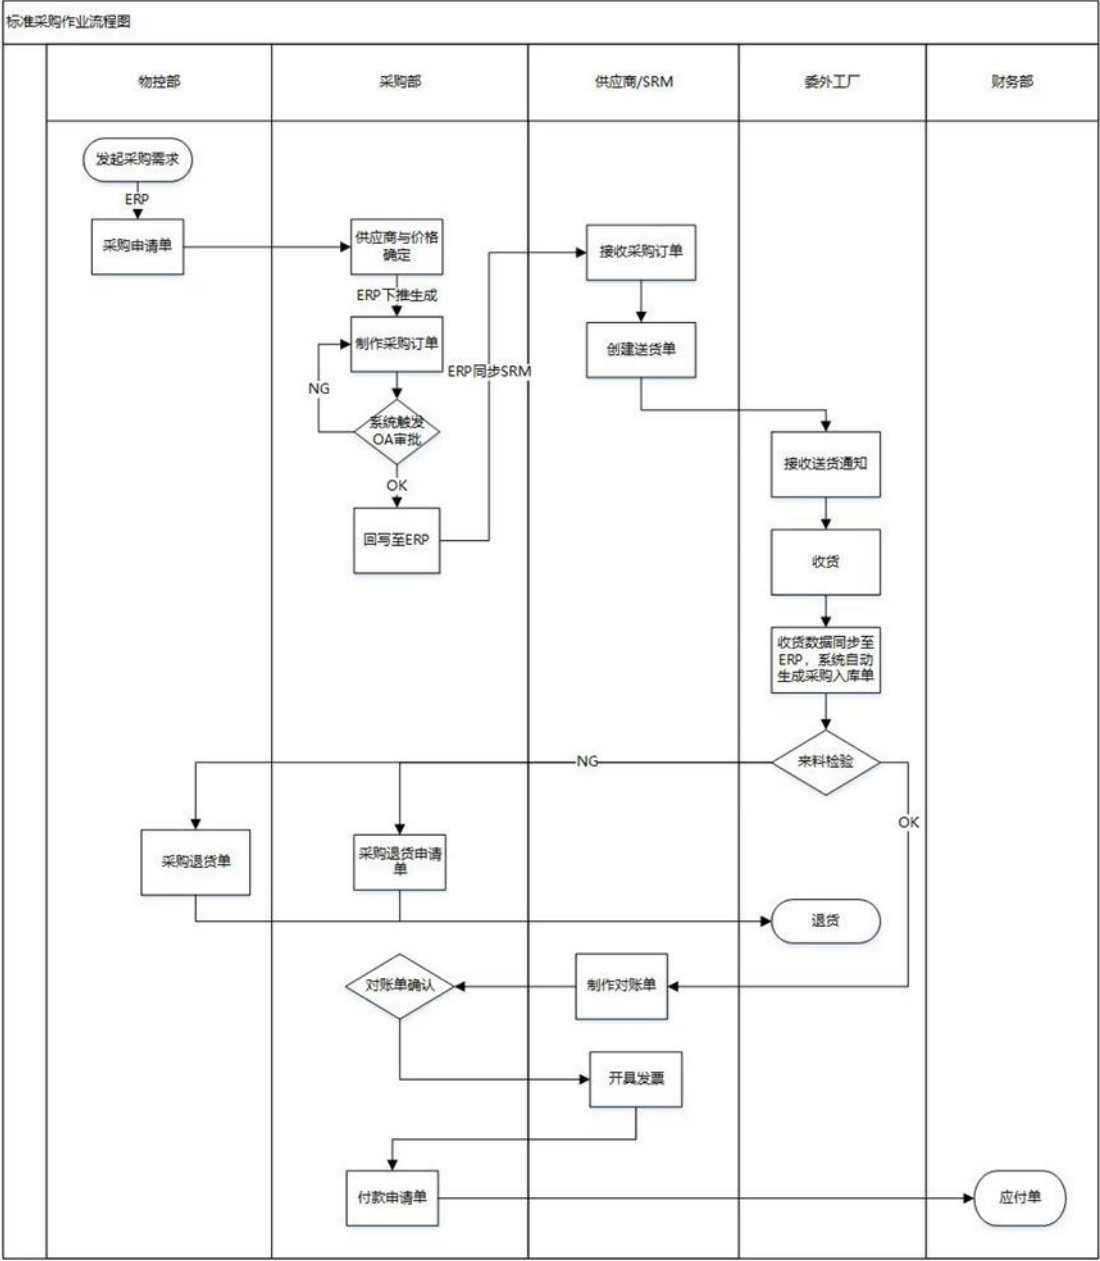 标准采购作业流程图
物控部
采购部
供应商/SRM
委外工厂
财务部
发起采购需求
ERP
采购申请单
供应商与价格
确定
ERP下推生成
制作采购订单
NG
系统触发
OA审批
OK
回写至ERP
ERP同步SRM
接收采购订单
创建送货单
接收送货通知
收货
收货数据同步至
ERP，系统自动
生成采购入库单
来料检验
NG
OK
采购退货单
采购退货申请
单
退货
对账单确认
制作对账单
开具发票
付款申请单
应付单